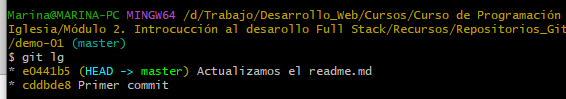 Marina@MARINA-PC MINGW64 /d/Trabajo/Desarrollo_Web/Cursos/Curso de Programación
Iglesia/Módulo 2. Introcucción al desarollo Full Stack/Recursos/Repositorios_Git
/demo-01 (master)
$ git lg
* e0441b5 (HEAD -> master) Actualizamos el readme.md
* cddbde8 Primer commit